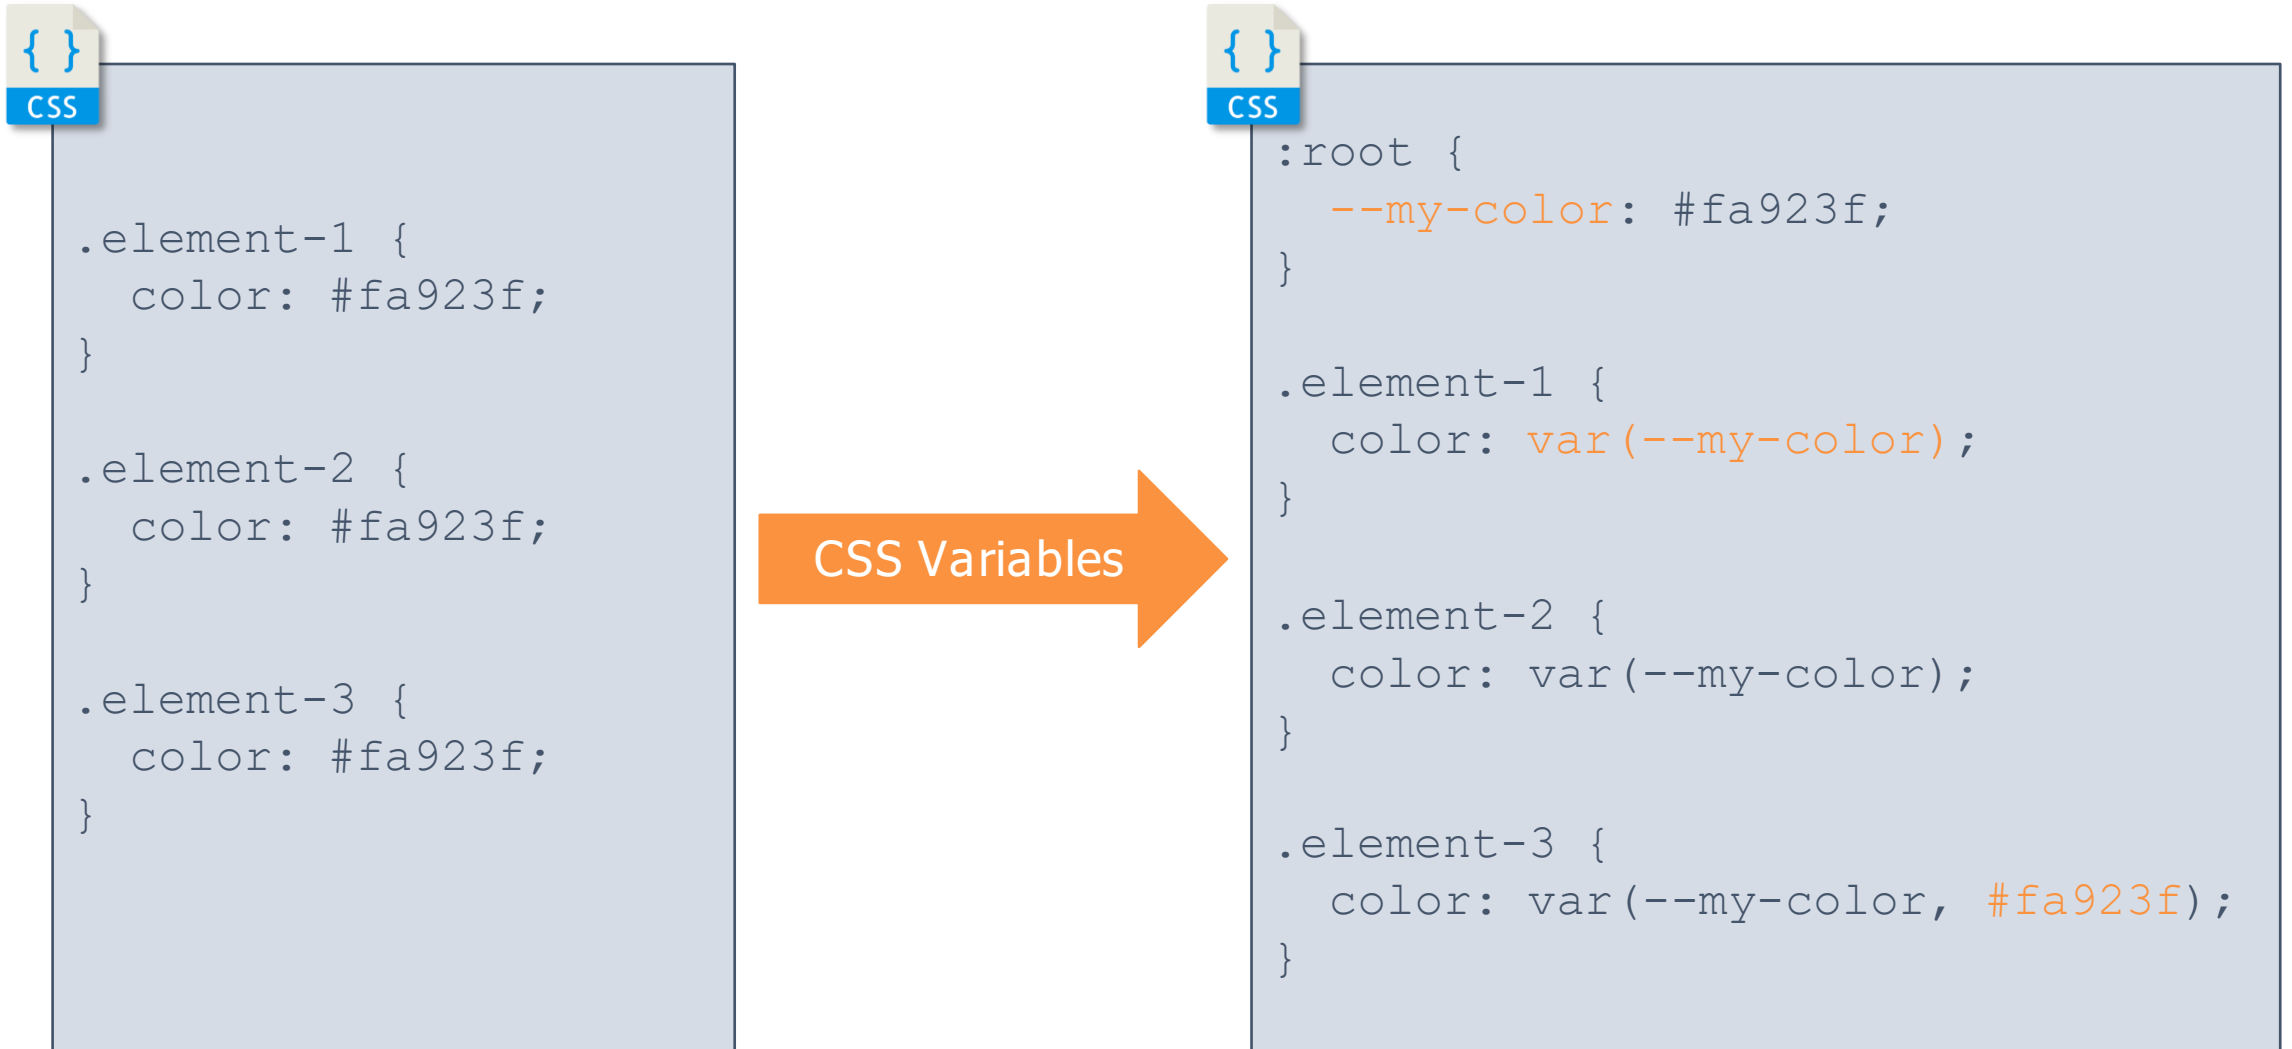 { }
CSS
.element-1 {
  color: #fa923f;
}
.element-2 {
  color: #fa923f;
}
.element-3 {
  color: #fa923f;
}
CSS Variables
{ }
CSS
:root {
  --my-color: #fa923f;
}
.element-1 {
  color: var(--my-color);
}
.element-2 {
  color: var(--my-color);
}
.element-3 {
  color: var(--my-color, #fa923f);
}